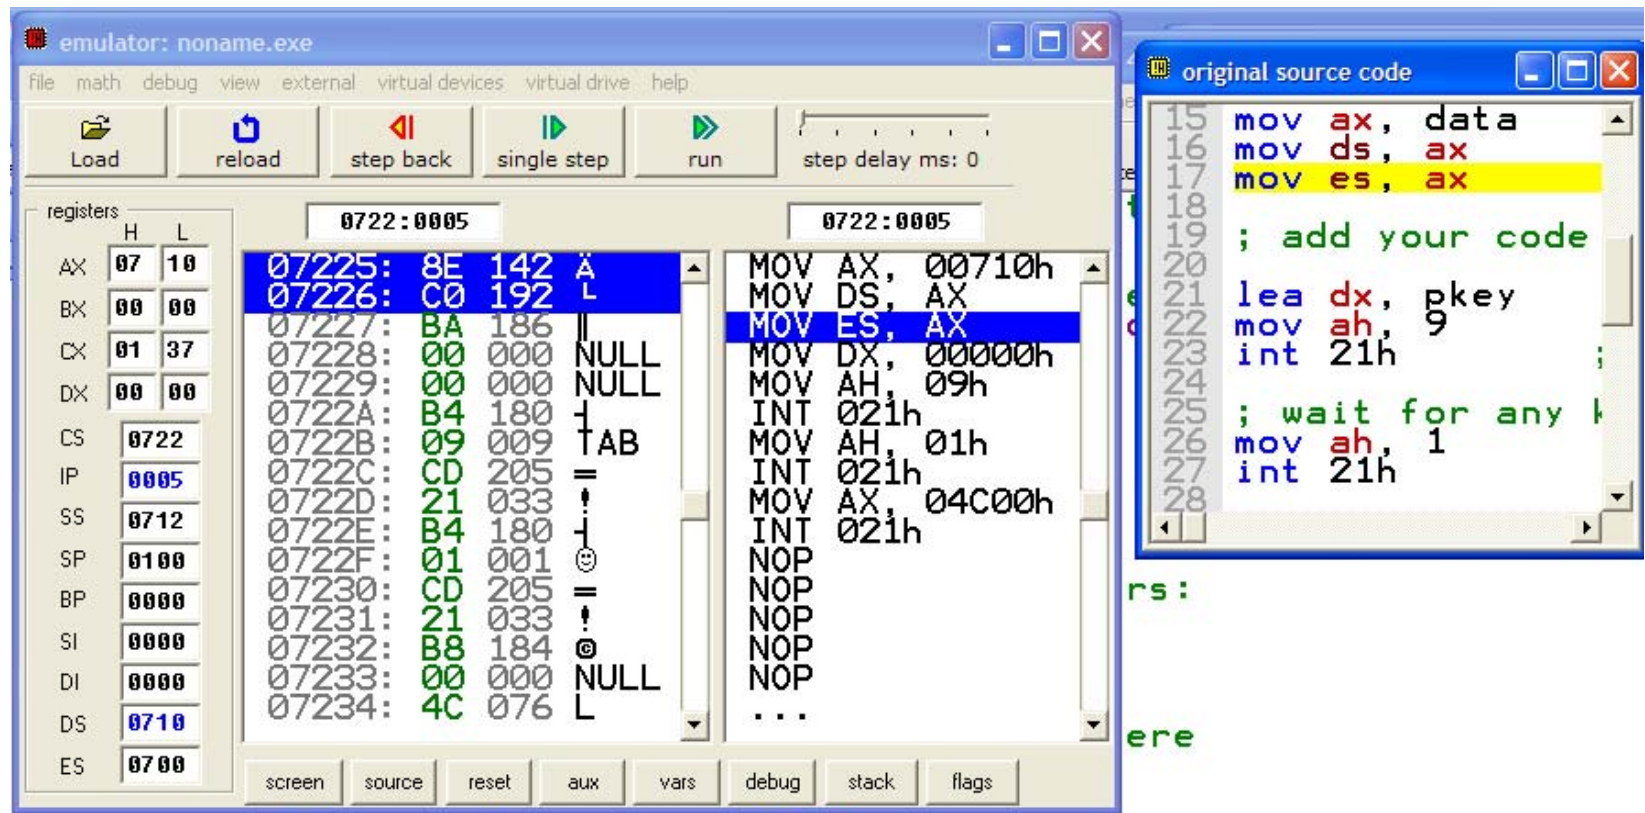 emulator: noname.exe
file math debug view external virtual devices virtual drive help
Load reload step back single step run step delay ms: 0
registers
H L
AX 07 10
BX 00 00
CX 01 37
DX 00 00
CS 0722
IP 0005
SS 0712
SP 0100
BP 0000
SI 0000
DI 0000
DS 0710
ES 0700
0722:0005
07225: 8E 142 Ä
07226: C0 192 └
07227: BA 186 ║
07228: 00 000 NULL
07229: 00 000 NULL
0722A: B4 180 ┤
0722B: 09 009 TAB
0722C: CD 205 ═
0722D: 21 033 !
0722E: B4 180 ┤
0722F: 01 001 ☺
07230: CD 205 ═
07231: 21 033 !
07232: B8 184 ©
07233: 00 000 NULL
07234: 4C 076 L
0722:0005
MOV AX, 00710h
MOV DS, AX
MOV ES, AX
MOV DX, 00000h
MOV AH, 09h
INT 021h
MOV AH, 01h
INT 021h
MOV AX, 04C00h
INT 021h
NOP
NOP
NOP
NOP
NOP
...
screen source reset aux vars debug stack flags
original source code
15 mov ax, data
16 mov ds, ax
17 mov es, ax
18
19 ; add your code
20
21 lea dx, pkey
22 mov ah, 9
23 int 21h ;
24
25 ; wait for any
26 mov ah, 1
27 int 21h
28
rs:
ere